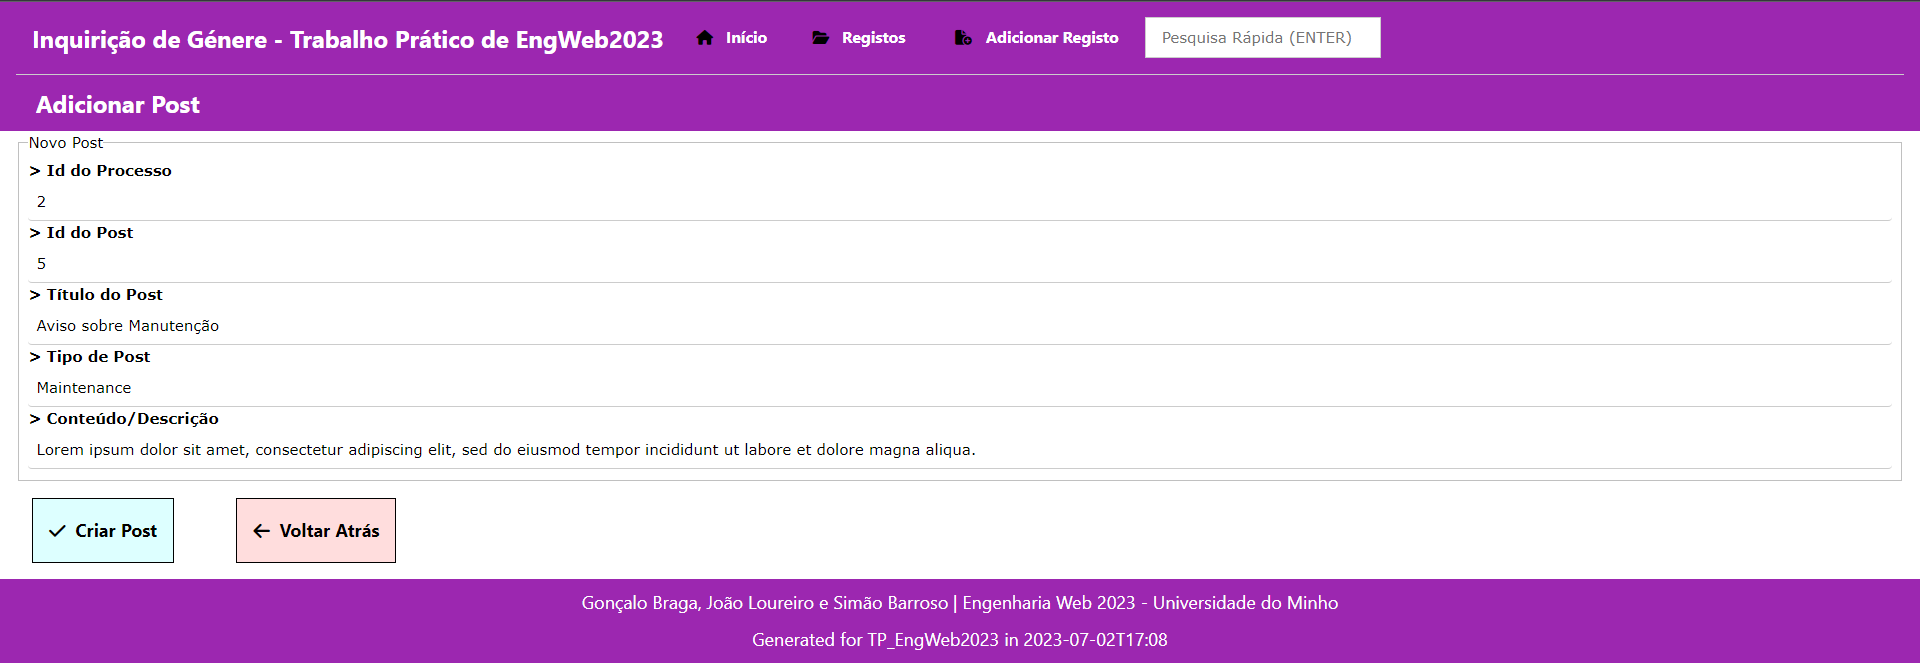 Inquirição de Génere - Trabalho Prático de EngWeb2023 Início Registos Adicionar Registo Pesquisa Rápida (ENTER)
Adicionar Post
Novo Post
> Id do Processo
2
> Id do Post
5
> Título do Post
Aviso sobre Manutenção
> Tipo de Post
Maintenance
> Conteúdo/Descrição
Lorem ipsum dolor sit amet, consectetur adipiscing elit, sed do eiusmod tempor incididunt ut labore et dolore magna aliqua.
Criar Post Voltar Atrás
Gonçalo Braga, João Loureiro e Simão Barroso | Engenharia Web 2023 - Universidade do Minho
Generated for TP_EngWeb2023 in 2023-07-02T17:08